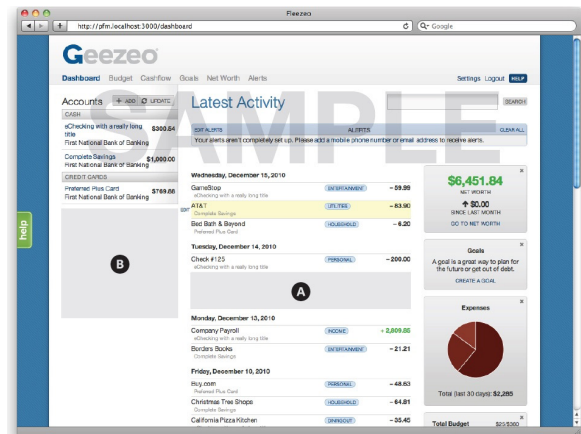 Fleezeo
http://pfm.localhost:3000/dashboard
Google
Geezeo
Dashboard Budget Cashflow Goals Net Worth Alerts
Settings Logout HELP
SAMPLE
Accounts
+ ADD
UPDATE
CASH
eChecking with a really long title
$300.54
First National Bank of Banking
Complete Savings
$1,000.00
First National Bank of Banking
CREDIT CARDS
Preferred Plus Card
$769.86
First National Bank of Banking
B
help
Latest Activity
SEARCH
EDIT ALERTS
ALERTS
CLEAR ALL
Your alerts aren't completely set up. Please add a mobile phone number or email address to receive alerts.
Wednesday, December 15, 2010
GameStop ENTERTAINMENT - 59.99
eChecking with a really long title
EDIT
AT&T UTILITIES - 83.90
Complete Savings
Bed Bath & Beyond HOUSEHOLD - 6.20
Preferred Plus Card
Tuesday, December 14, 2010
Check #125 PERSONAL - 200.00
eChecking with a really long title
A
Monday, December 13, 2010
Company Payroll INCOME + 2,809.86
eChecking with a really long title
Borders Books ENTERTAINMENT - 21.21
Complete Savings
Friday, December 10, 2010
Buy.com PERSONAL - 48.63
Preferred Plus Card
Christmas Tree Shops HOUSEHOLD - 64.81
Complete Savings
California Pizza Kitchen DINING OUT - 35.45
$6,451.84
NET WORTH
$0.00
SINCE LAST MONTH
GO TO NET WORTH
Goals
A goal is a great way to plan for
the future or get out of debt.
CREATE A GOAL
Expenses
Total (last 30 days): $2,285
Total Budget $25/$360